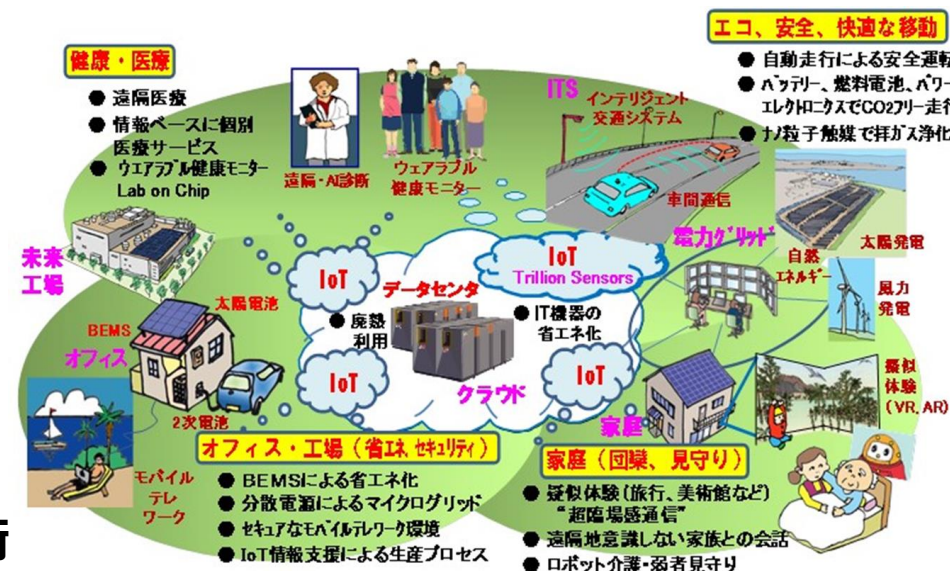 健康・医療
● 遠隔医療
● 情報ベースに個別
医療サービス
● ウエアラブル健康モニター
Lab on Chip
遠隔・AI診断
ウェアラブル
健康モニター
ITS
インテリジェント
交通システム
車間通信
エコ、安全、快適な移動
● 自動走行による安全運転
● バッテリー、燃料電池、パワー
エレクトロニクスでCO2フリー走行
● ナノ粒子触媒で排ガス浄化
未来
工場
電力グリッド
自然
エネルギー
太陽発電
風力
発電
IoT
IoT
Trillion Sensors
データセンタ
● 廃熱
利用
● IT機器の
省エネ化
IoT
IoT
クラウド
太陽電池
BEMS
オフィス
2次電池
モバイル
テレ
ワーク
家庭
疑似
体験
(VR, AR)
オフィス・工場（省エネ, セキュリティ）
● BEMSによる省エネ化
● 分散電源によるマイクログリッド
● セキュアなモバイルテレワーク環境
● IoT情報支援による生産プロセス
家庭（団欒、見守り）
● 疑似体験(旅行、美術館など)
“超臨場感通信”
● 遠隔地意識しない家族との会話
● ロボット介護・弱者見守り